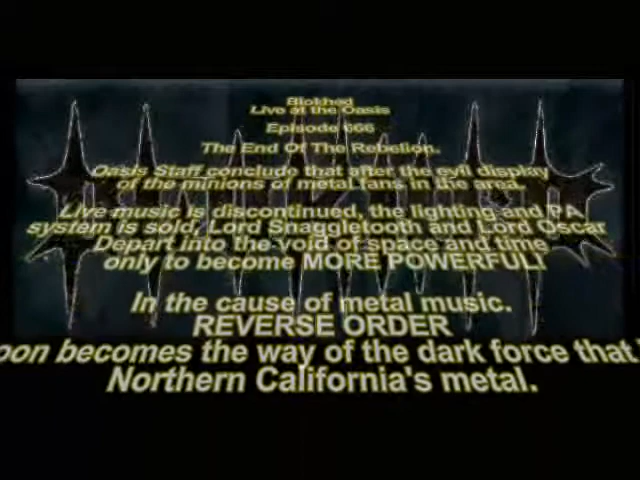 Blokhed
Live at the Oasis
Episode 666
The End Of The Rebelion.
Oasis Staff conclude that after the evil display
of the minions of metal fans in the area.
Live music is discontinued, the lighting and PA
system is sold, Lord Snaggletooth and Lord Oscar
Depart into the void of space and time
only to become MORE POWERFUL!
In the cause of metal music.
REVERSE ORDER
oon becomes the way of the dark force that'
Northern California's metal.